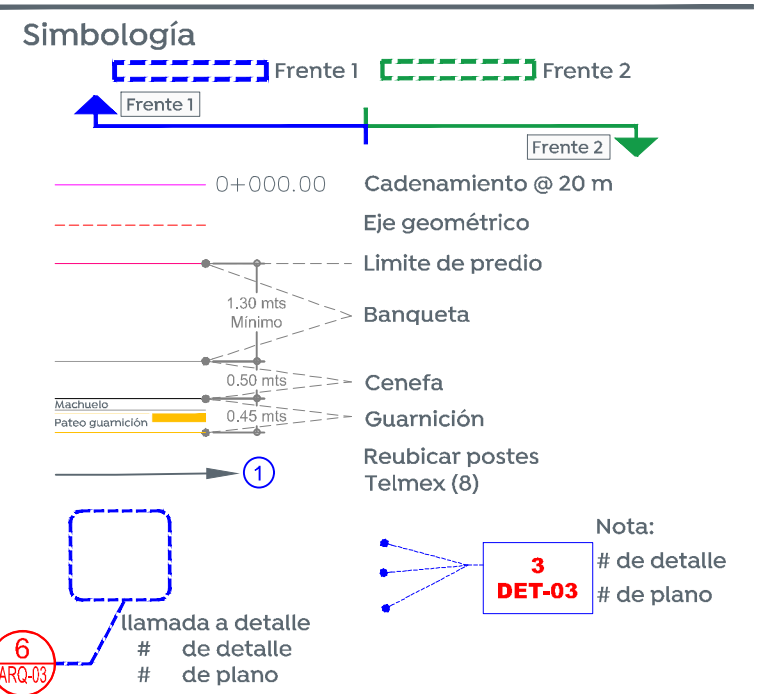 Simbología
Frente 1
Frente 2
Frente 1
Frente 2
0+000.00
Cadenamiento @ 20 m
Eje geométrico
Limite de predio
1.30 mts
Mínimo
Banqueta
0.50 mts
Cenefa
Machuelo
Pateo guarnición
0.45 mts
Guarnición
1
Reubicar postes
Telmex (8)
Nota:
3
DET-03
# de detalle
# de plano
llamada a detalle
# de detalle
# de plano
6
ARQ-03